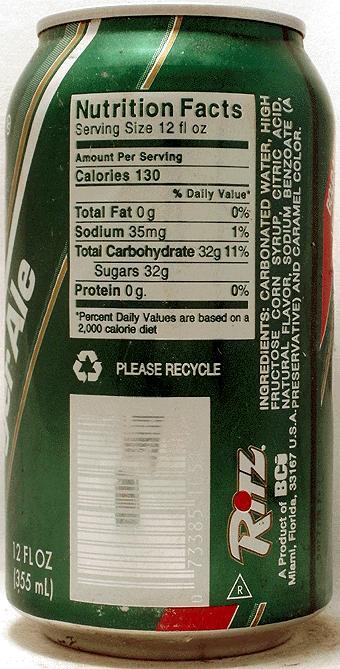 Nutrition Facts
Serving Size 12 fl oz
Amount Per Serving
Calories 130
% Daily Value*
Total Fat 0g 0%
Sodium 35mg 1%
Total Carbohydrate 32g 11%
Sugars 32g
Protein 0g. 0%
*Percent Daily Values are based on a
2,000 calorie diet
PLEASE RECYCLE
INGREDIENTS: CARBONATED WATER, HIGH
FRUCTOSE CORN SYRUP, CITRIC ACID,
NATURAL FLAVOR, SODIUM BENZOATE (A
PRESERVATIVE) AND CARAMEL COLOR.
RITZ.
A Product of BCI
Miami, Florida, 33167 U.S.A.
R
Ale
12 FL OZ
(355 mL)